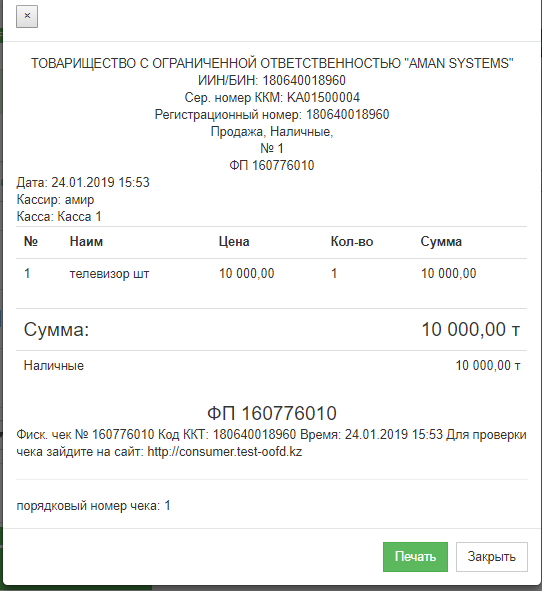 ×
ТОВАРИЩЕСТВО С ОГРАНИЧЕННОЙ ОТВЕТСТВЕННОСТЬЮ "AMAN SYSTEMS"
ИИН/БИН: 180640018960
Сер. номер ККМ: KA01500004
Регистрационный номер: 180640018960
Продажа, Наличные,
№ 1
ФП 160776010
Дата: 24.01.2019 15:53
Кассир: амир
Касса: Касса 1
№ Наим Цена Кол-во Сумма
1 телевизор шт 10 000,00 1 10 000,00
Сумма: 10 000,00 т
Наличные 10 000,00 т
ФП 160776010
Фиск. чек № 160776010 Код ККТ: 180640018960 Время: 24.01.2019 15:53 Для проверки
чека зайдите на сайт: http://consumer.test-oofd.kz
порядковый номер чека: 1
Печать Закрыть